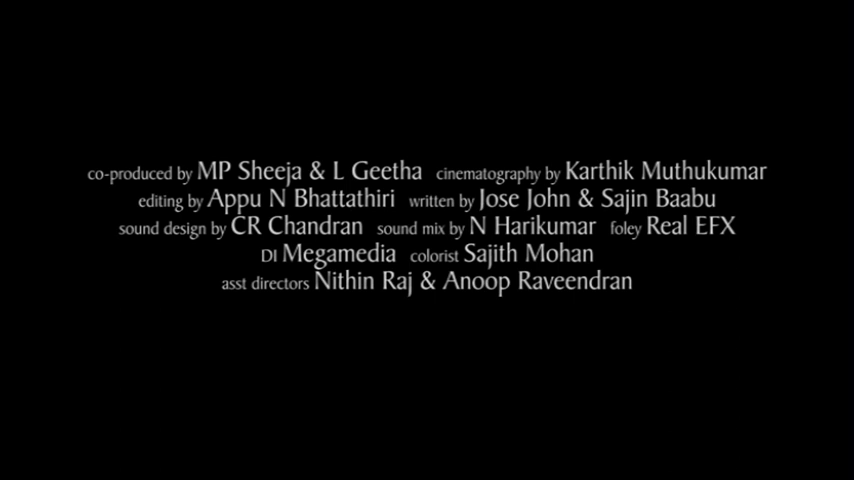 co-produced by MP Sheeja & L Geetha cinematography by Karthik Muthukumar
editing by Appu N Bhattathiri written by Jose John & Sajin Baabu
sound design by CR Chandran sound mix by N Harikumar foley Real EFX
DI Megamedia colorist Sajith Mohan
asst directors Nithin Raj & Anoop Raveendran